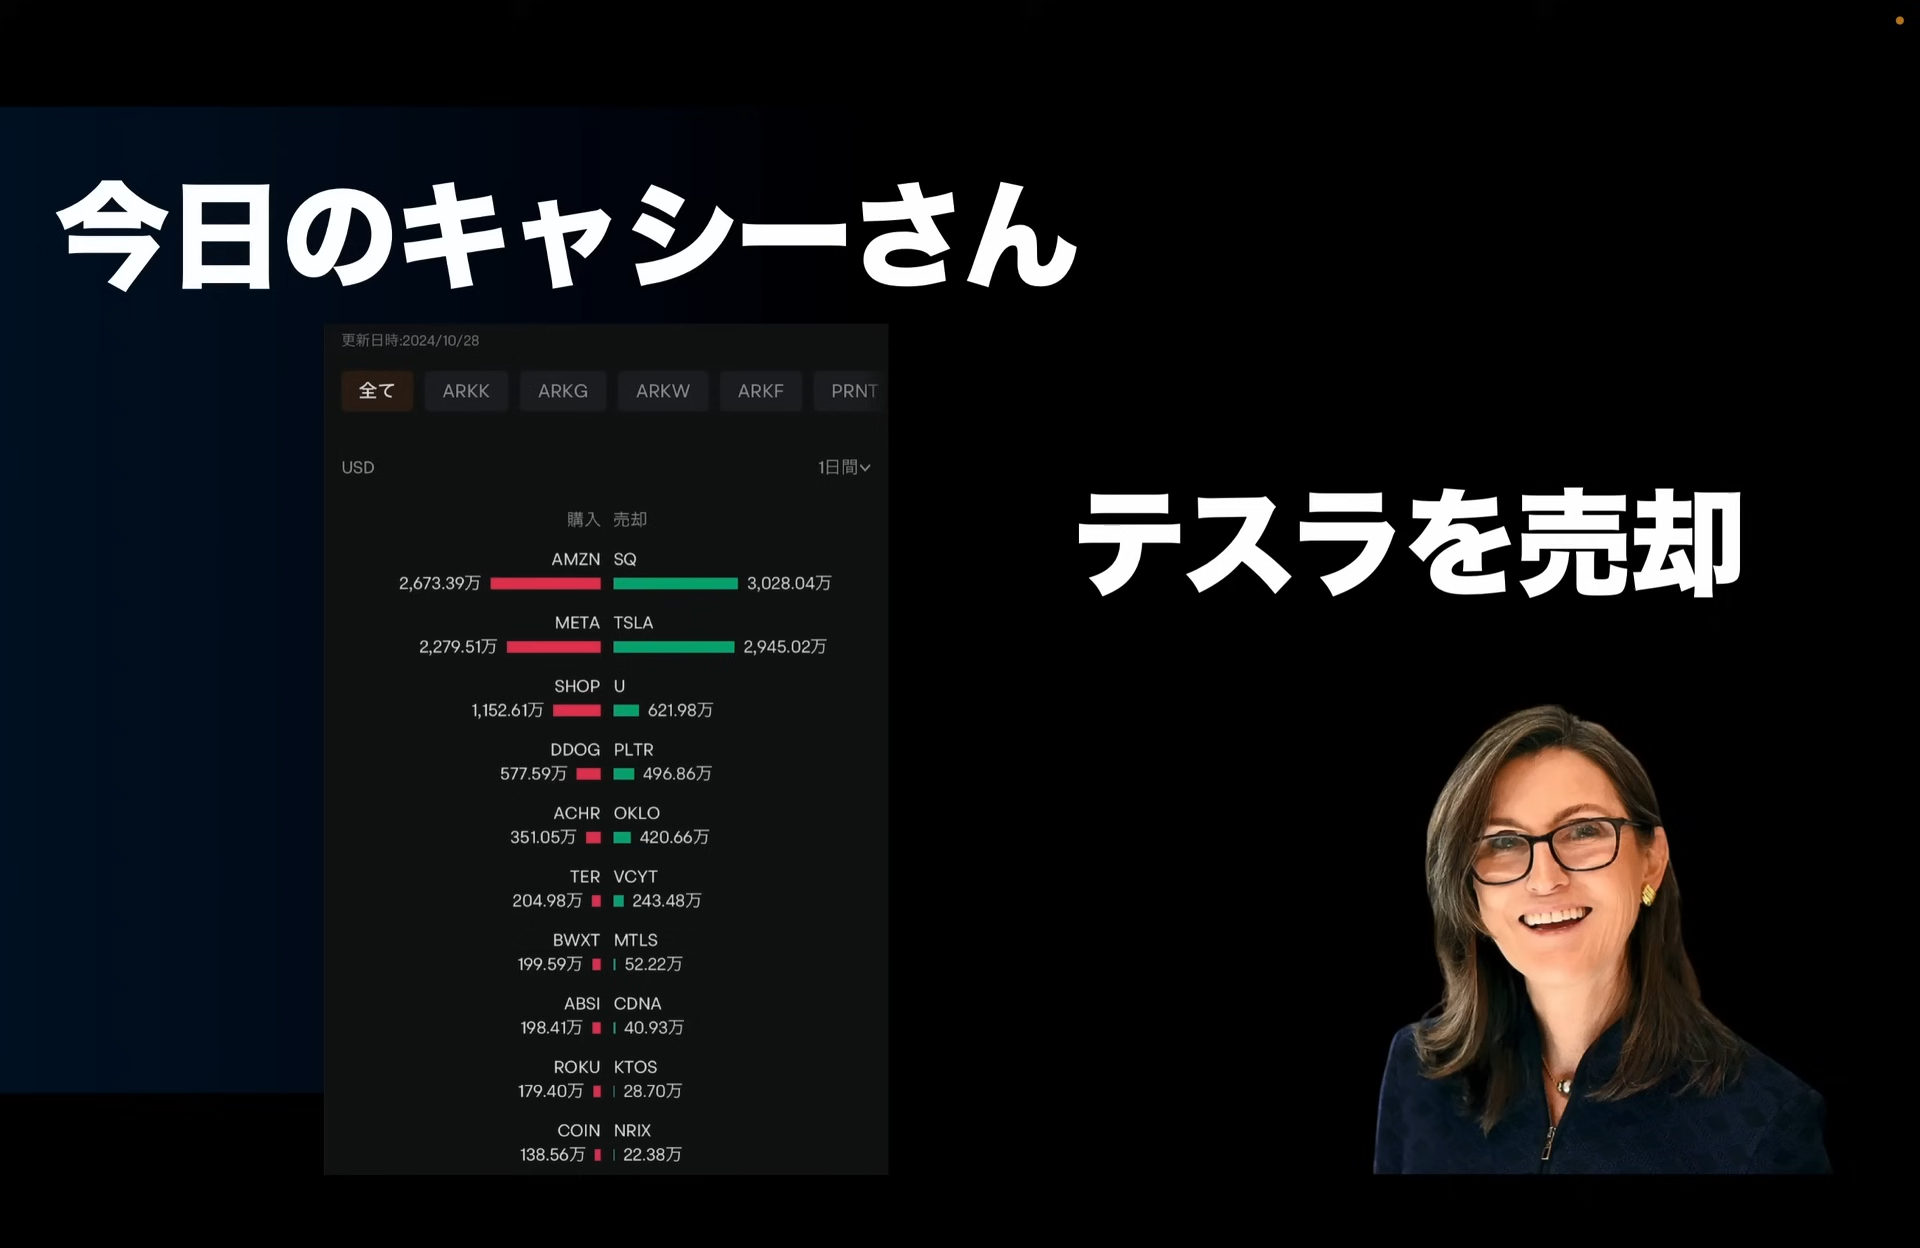 今日のキャシーさん
更新日時:2024/10/28
全て ARKK ARKG ARKW ARKF PRNT
USD 1日間
購入 売却
AMZN SQ
2,673.39万 3,028.04万
META TSLA
2,279.51万 2,945.02万
SHOP U
1,152.61万 621.98万
DDOG PLTR
577.59万 496.86万
ACHR OKLO
351.05万 420.66万
TER VCYT
204.98万 243.48万
BWXT MTLS
199.59万 52.22万
ABSI CDNA
198.41万 40.93万
ROKU KTOS
179.40万 28.70万
COIN NRIX
138.56万 22.38万
テスラを売却